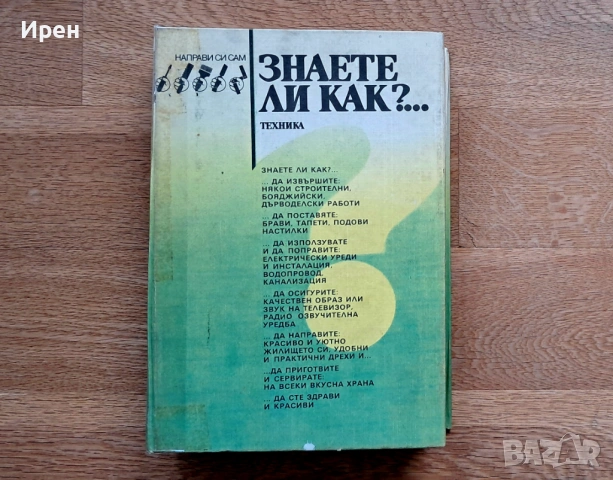 Ирен
НАПРАВИ СИ САМ
ЗНАЕТЕ
ЛИ КАК?...
ТЕХНИКА
ЗНАЕТЕ ЛИ КАК?...
... ДА ИЗВЪРШИТЕ:
НЯКОИ СТРОИТЕЛНИ,
БОЯДЖИЙСКИ,
ДЪРВОДЕЛСКИ РАБОТИ
... ДА ПОСТАВЯТЕ:
БРАВИ, ТАПЕТИ, ПОДОВИ
НАСТИЛКИ
... ДА ИЗПОЛЗУВАТЕ
И ДА ПОПРАВИТЕ:
ЕЛЕКТРИЧЕСКИ УРЕДИ
И ИНСТАЛАЦИЯ,
ВОДОПРОВОД,
КАНАЛИЗАЦИЯ
... ДА ОСИГУРИТЕ:
КАЧЕСТВЕН ОБРАЗ ИЛИ
ЗВУК НА ТЕЛЕВИЗОР,
РАДИО ОЗВУЧИТЕЛНА
УРЕДБА
... ДА НАПРАВИТЕ:
КРАСИВО И УЮТНО
ЖИЛИЩЕТО СИ, УДОБНИ
И ПРАКТИЧНИ ДРЕХИ И...
...ДА ПРИГОТВИТЕ
И СЕРВИРАТЕ:
НА ВСЕКИ ВКУСНА ХРАНА
... ДА СТЕ ЗДРАВИ
И КРАСИВИ
BAZAR